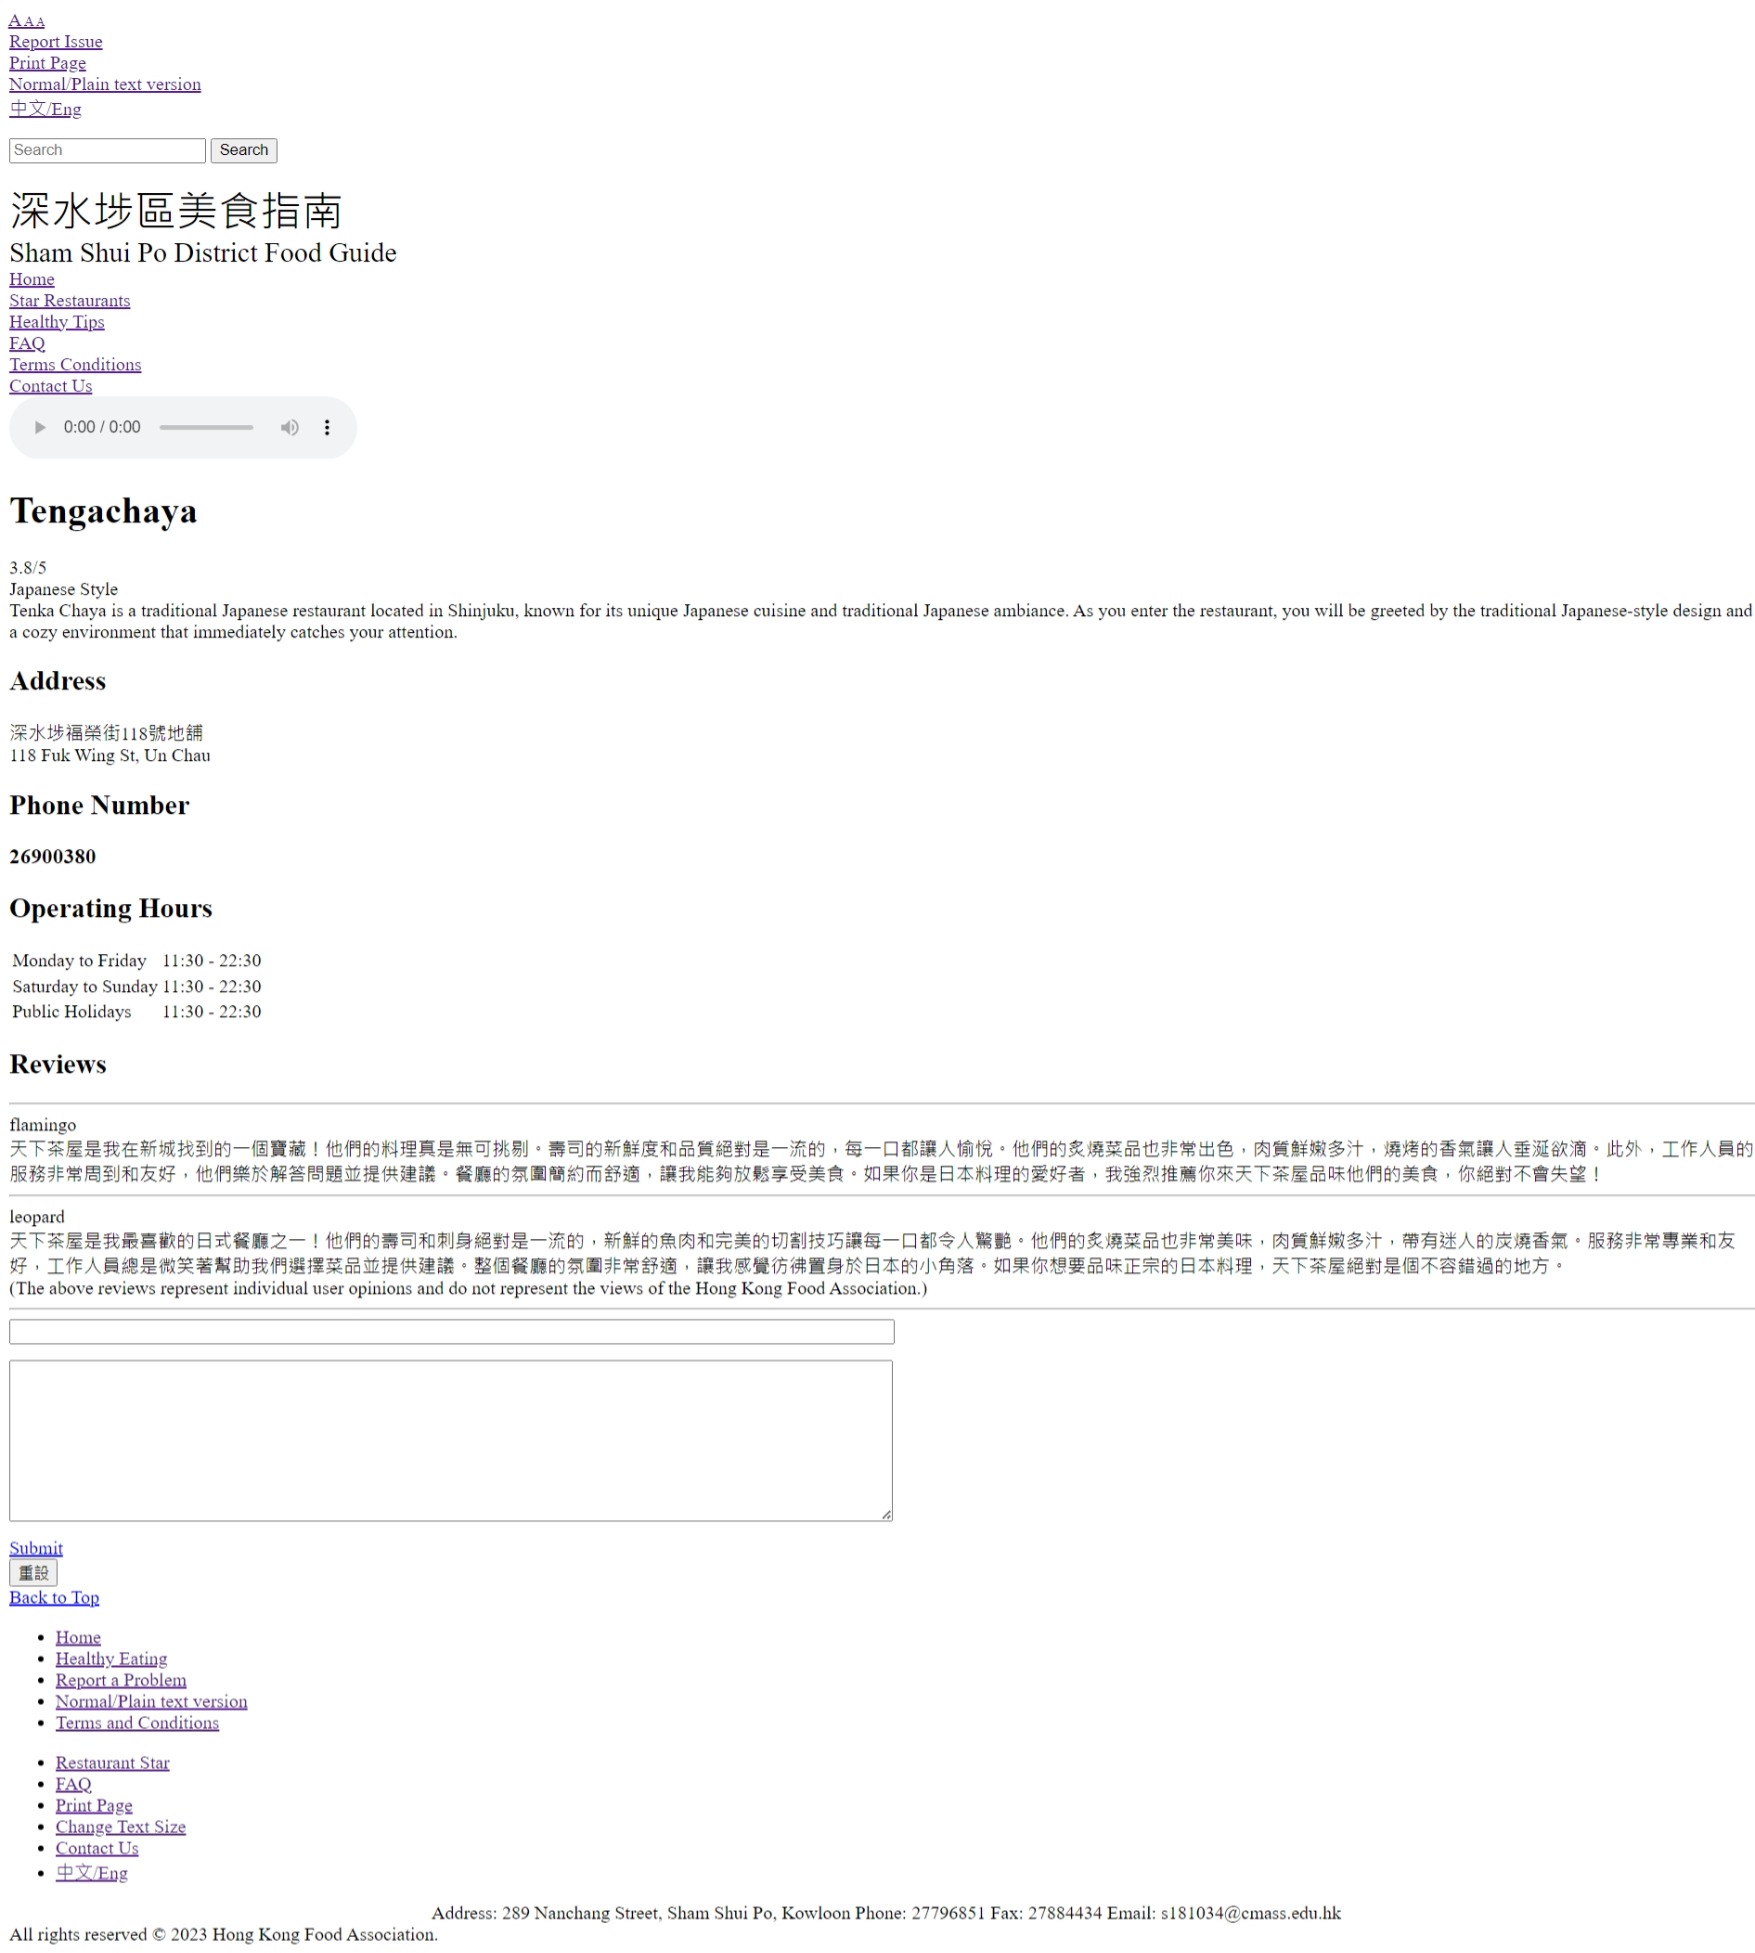 A A A
Report Issue
Print Page
Normal/Plain text version
中文/Eng
Search Search
深水埗區美食指南
Sham Shui Po District Food Guide
Home
Star Restaurants
Healthy Tips
FAQ
Terms Conditions
Contact Us
0:00 / 0:00
Tengachaya
3.8/5
Japanese Style
Tenka Chaya is a traditional Japanese restaurant located in Shinjuku, known for its unique Japanese cuisine and traditional Japanese ambiance. As you enter the restaurant, you will be greeted by the traditional Japanese-style design and
a cozy environment that immediately catches your attention.
Address
深水埗福榮街118號地舖
118 Fuk Wing St, Un Chau
Phone Number
26900380
Operating Hours
Monday to Friday 11:30 - 22:30
Saturday to Sunday 11:30 - 22:30
Public Holidays 11:30 - 22:30
Reviews
flamingo
天下茶屋是我在新城找到的一個寶藏！他們的料理真是無可挑剔。壽司的新鮮度和品質絕對是一流的，每一口都讓人愉悅。他們的炙燒菜品也非常出色，肉質鮮嫩多汁，燒烤的香氣讓人垂涎欲滴。此外，工作人員的
服務非常周到和友好，他們樂於解答問題並提供建議。餐廳的氛圍簡約而舒適，讓我能夠放鬆享受美食。如果你是日本料理的愛好者，我強烈推薦你來天下茶屋品味他們的美食，你絕對不會失望！
leopard
天下茶屋是我最喜歡的日式餐廳之一！他們的壽司和刺身絕對是一流的，新鮮的魚肉和完美的切割技巧讓每一口都令人驚艷。他們的炙燒菜品也非常美味，肉質鮮嫩多汁，帶有迷人的炭燒香氣。服務非常專業和友
好，工作人員總是微笑著幫助我們選擇菜品並提供建議。整個餐廳的氛圍非常舒適，讓我感覺彷彿置身於日本的小角落。如果你想要品味正宗的日本料理，天下茶屋絕對是個不容錯過的地方。
(The above reviews represent individual user opinions and do not represent the views of the Hong Kong Food Association.)
Submit
重設
Back to Top
Home
Healthy Eating
Report a Problem
Normal/Plain text version
Terms and Conditions
Restaurant Star
FAQ
Print Page
Change Text Size
Contact Us
中文/Eng
Address: 289 Nanchang Street, Sham Shui Po, Kowloon Phone: 27796851 Fax: 27884434 Email: s181034@cmass.edu.hk
All rights reserved © 2023 Hong Kong Food Association.